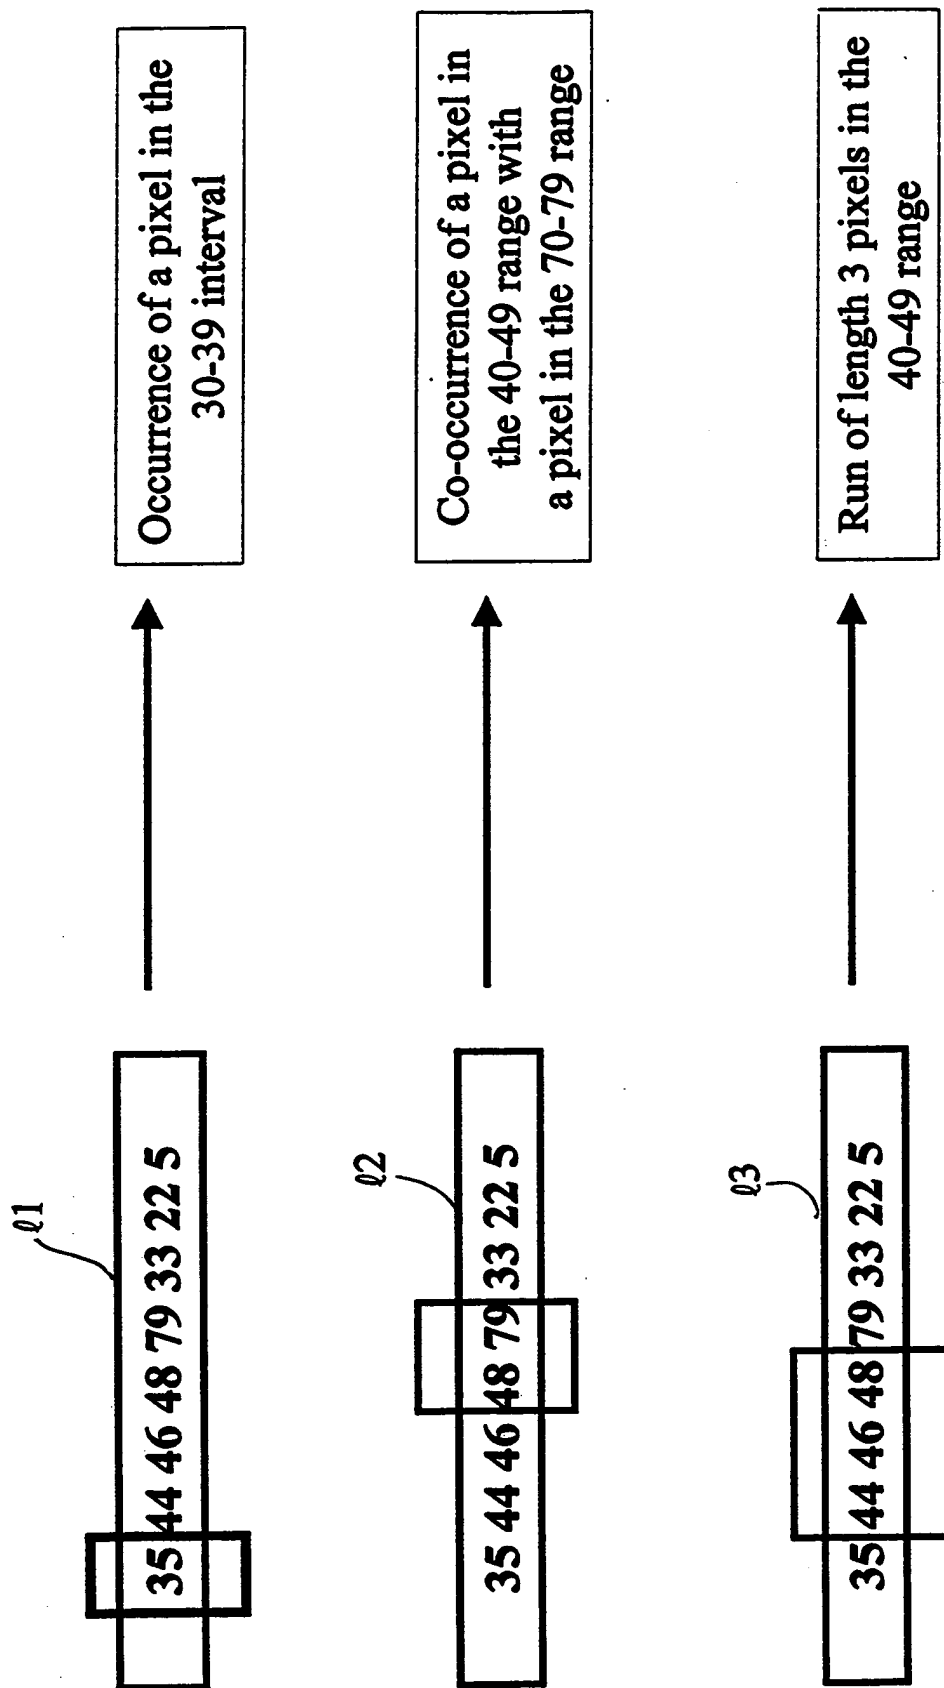 ℓ1
35 44 46 48 79 33 22 5
Occurrence of a pixel in the
30-39 interval
ℓ2
35 44 46 48 79 33 22 5
Co-occurrence of a pixel in
the 40-49 range with
a pixel in the 70-79 range
ℓ3
35 44 46 48 79 33 22 5
Run of length 3 pixels in the
40-49 range